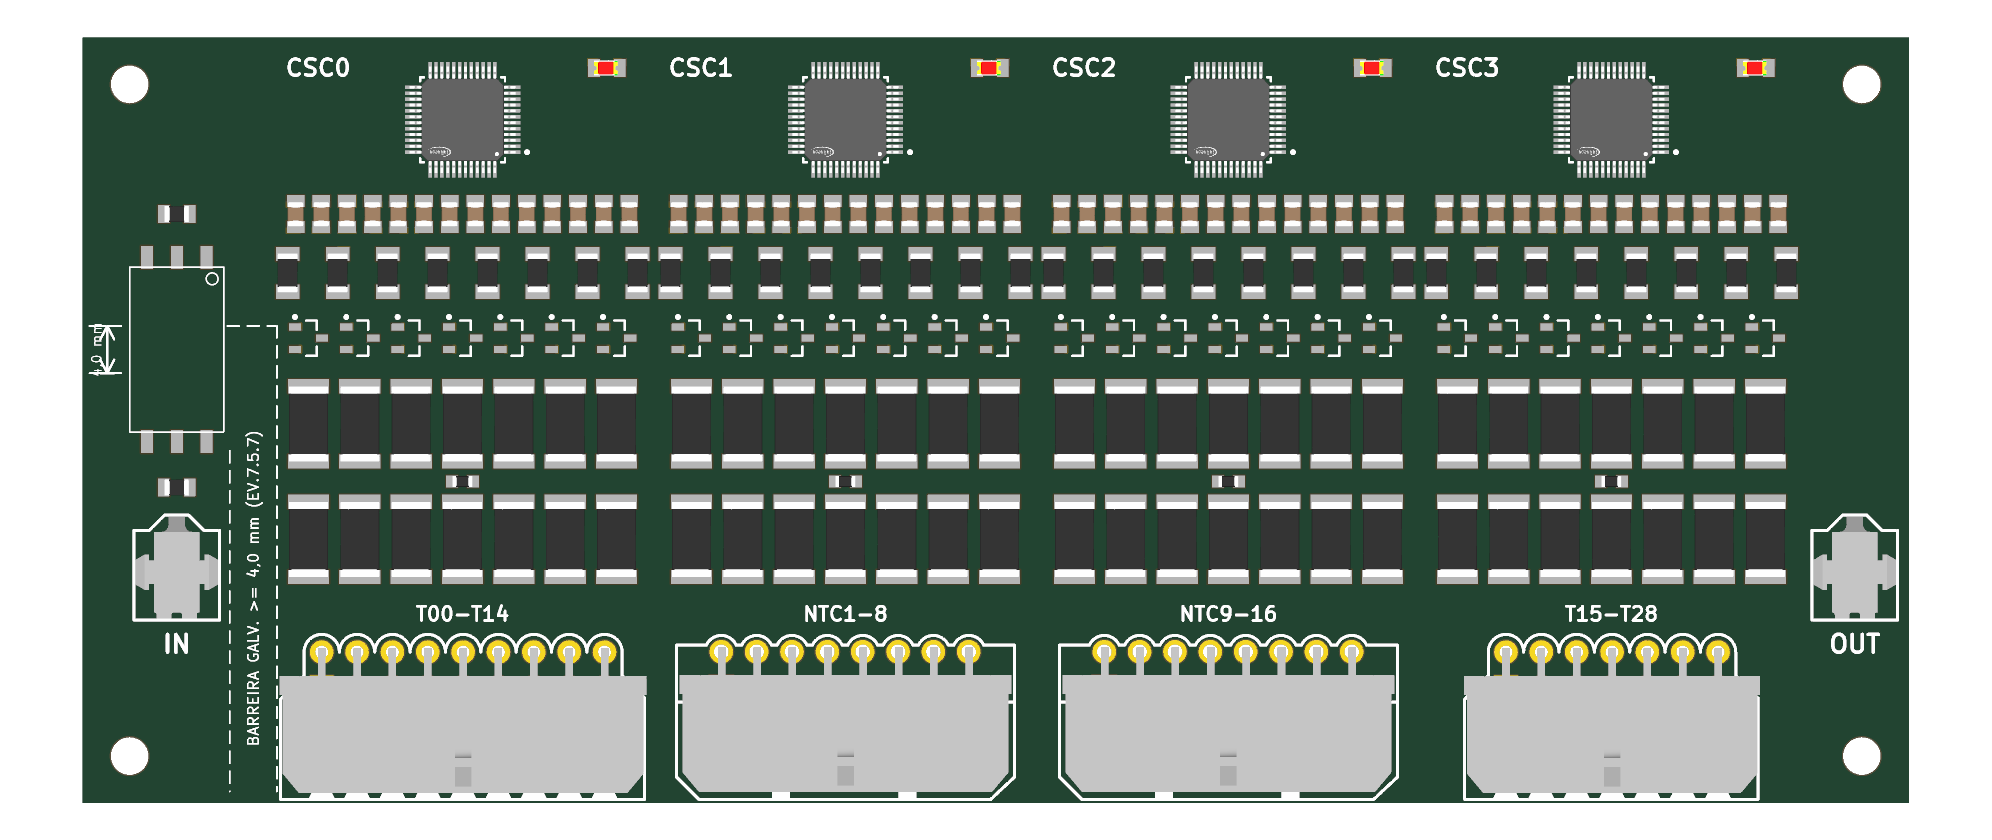 CSC0
CSC1
CSC2
CSC3
4,0 mm
BARREIRA GALV. >= 4,0 mm (EV.7.5.7)
T00-T14
NTC1-8
NTC9-16
T15-T28
IN
OUT